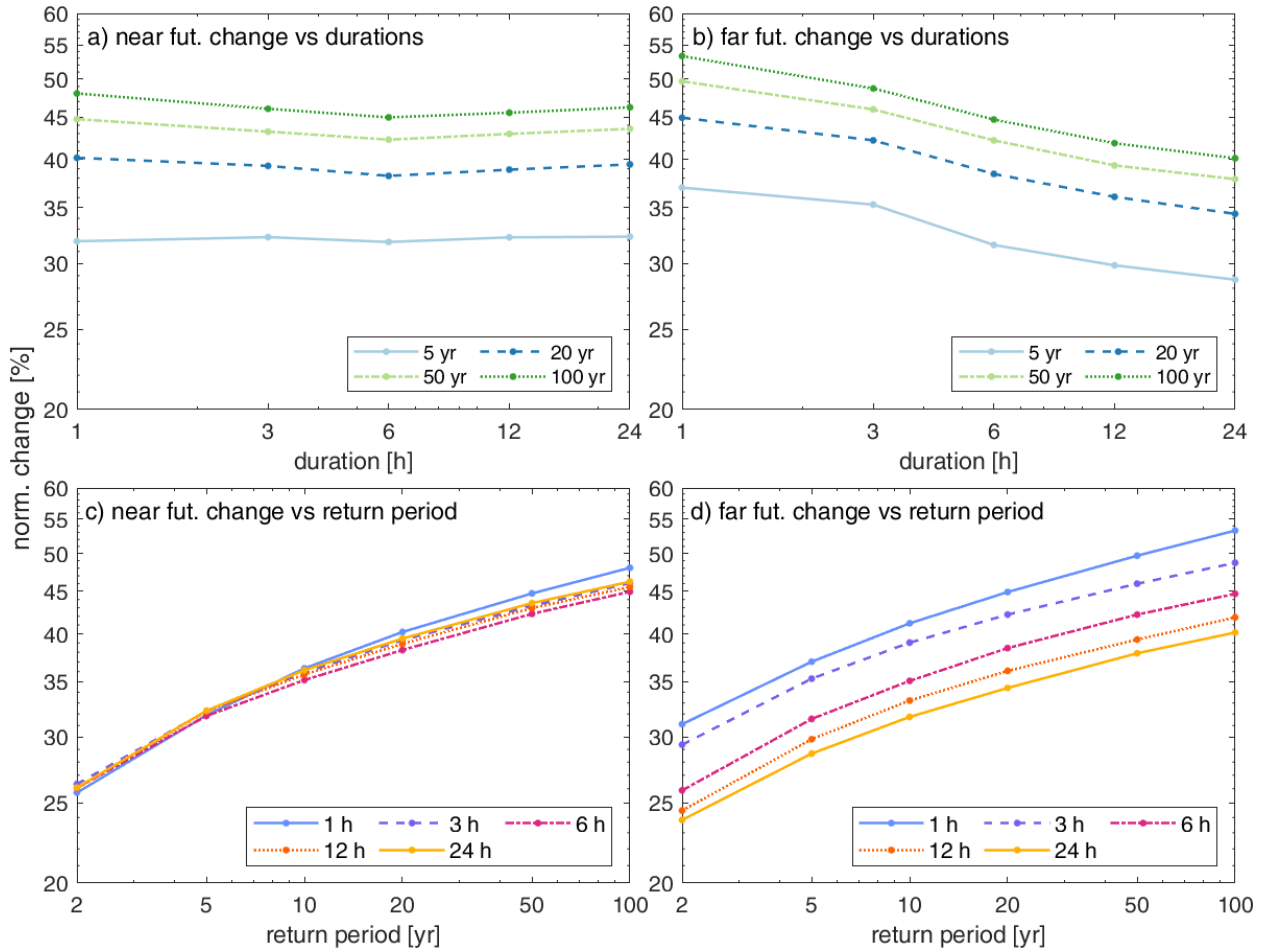 norm. change [%]
a) near fut. change vs durations
60
55
50
45
40
35
30
25
20
5 yr 20 yr
50 yr 100 yr
1 3 6 12 24
duration [h]
b) far fut. change vs durations
60
55
50
45
40
35
30
25
20
5 yr 20 yr
50 yr 100 yr
1 3 6 12 24
duration [h]
c) near fut. change vs return period
60
55
50
45
40
35
30
25
20
1 h 3 h 6 h
12 h 24 h
2 5 10 20 50 100
return period [yr]
d) far fut. change vs return period
60
55
50
45
40
35
30
25
20
1 h 3 h 6 h
12 h 24 h
2 5 10 20 50 100
return period [yr]